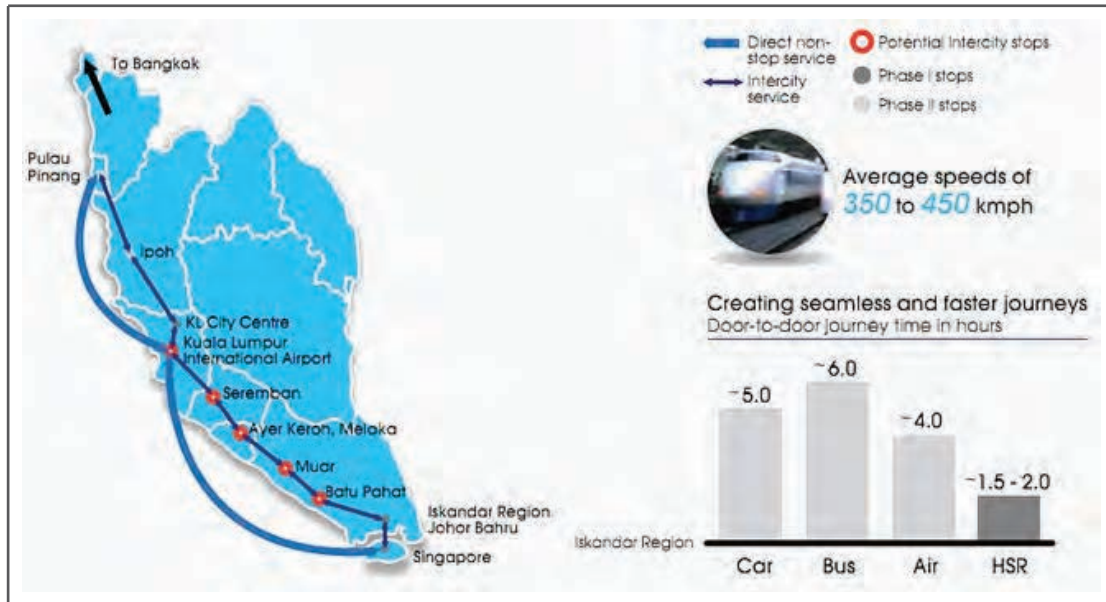 To Bangkok
Pulau
Pinang
Ipoh
KL City Centre
Kuala Lumpur
International Airport
Seremban
Ayer Keroh, Melaka
Muar
Batu Pahat
Iskandar Region,
Johor Bahru
Singapore
Direct non-
stop service
Intercity
service
Potential Intercity stops
Phase I stops
Phase II stops
Average speeds of
350 to 450 kmph
Creating seamless and faster journeys
Door-to-door journey time in hours
~5.0
~6.0
~4.0
~1.5 - 2.0
Iskandar Region
Car
Bus
Air
HSR